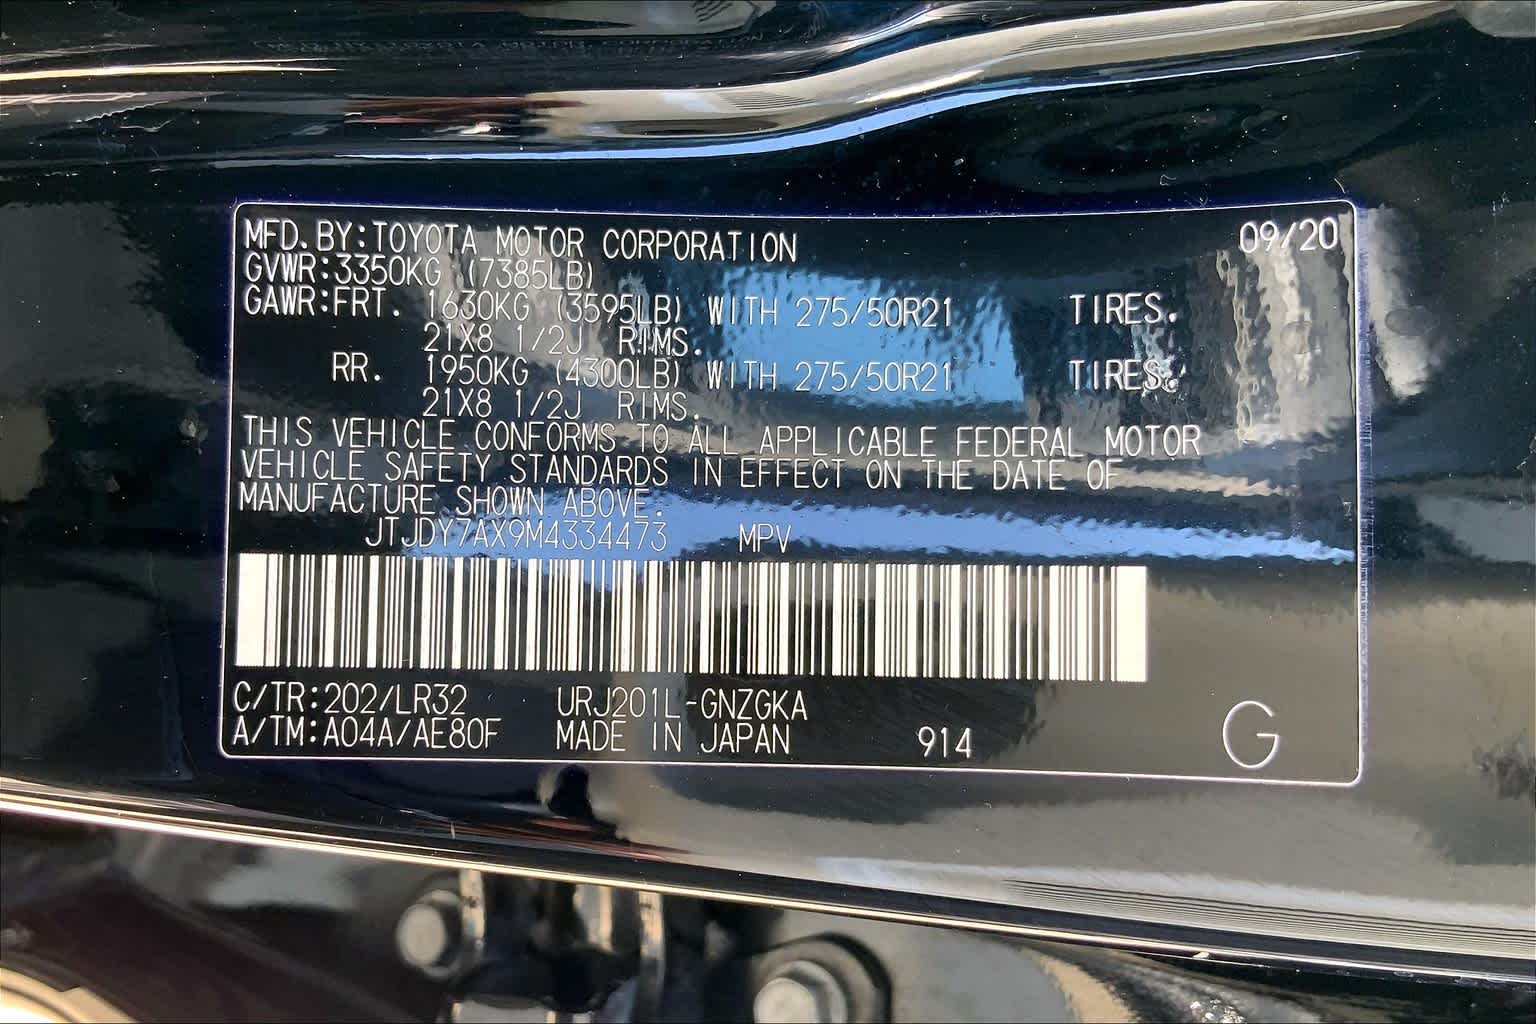 MFD.BY:TOYOTA MOTOR CORPORATION 09/20
GVWR:3350KG (7385LB)
GAWR:FRT. 1630KG (3595LB) WITH 275/50R21 TIRES.
21X8 1/2J RIMS.
RR. 1950KG (4300LB) WITH 275/50R21 TIRES.
21X8 1/2J RIMS.
THIS VEHICLE CONFORMS TO ALL APPLICABLE FEDERAL MOTOR
VEHICLE SAFETY STANDARDS IN EFFECT ON THE DATE OF
MANUFACTURE SHOWN ABOVE.
JTJDY7AX9M4334473 MPV
C/TR:202/LR32 URJ201L-GNZGKA
A/TM:A04A/AE80F MADE IN JAPAN 914 G